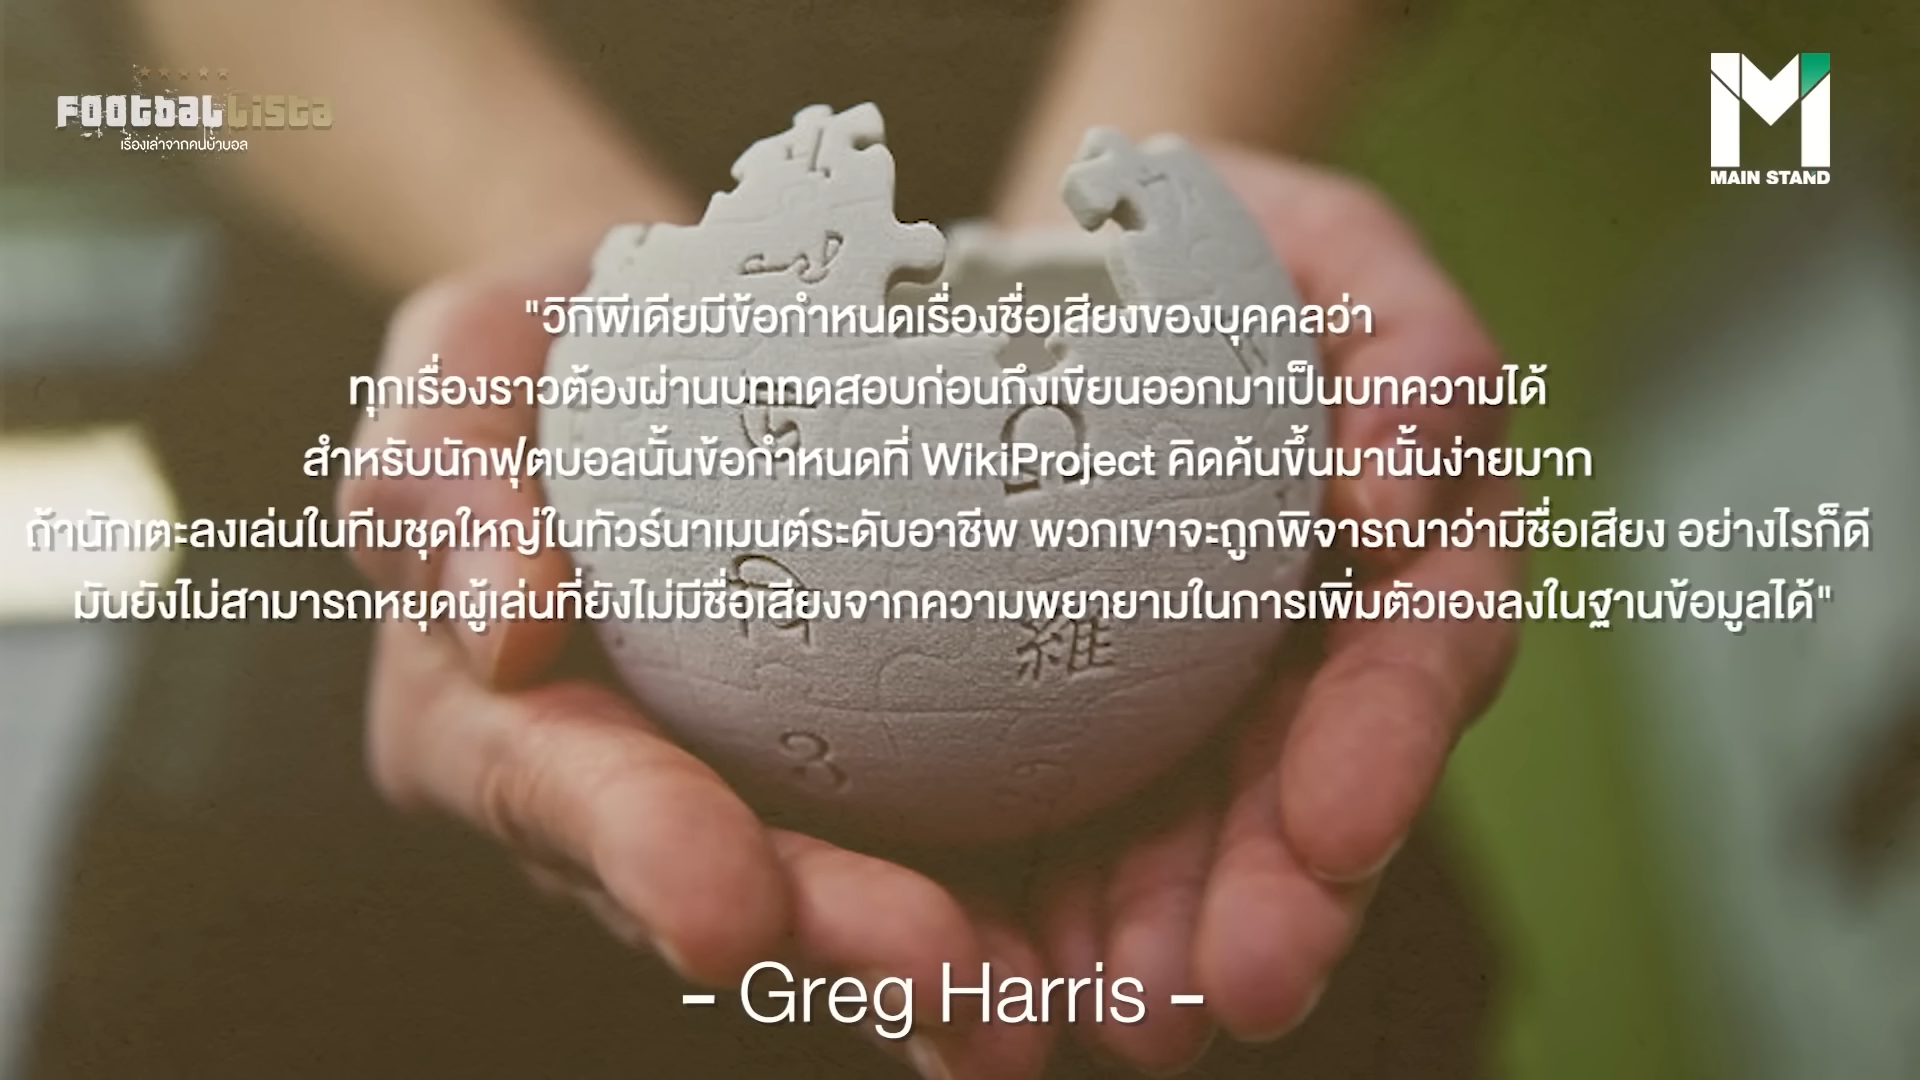 FOOtbalLista
เรื่องเล่าจากคนบ้าบอล
MAIN STAND
"วิกิพีเดียมีข้อกำหนดเรื่องชื่อเสียงของบุคคลว่า
ทุกเรื่องราวต้องผ่านบททดสอบก่อนถึงเขียนออกมาเป็นบทความได้
สำหรับนักฟุตบอลนั้นข้อกำหนดที่ WikiProject คิดค้นขึ้นมานั้นง่ายมาก
ถ้านักเตะลงเล่นในทีมชุดใหญ่ในทัวร์นาเมนต์ระดับอาชีพ พวกเขาจะถูกพิจารณาว่ามีชื่อเสียง อย่างไรก็ดี
มันยังไม่สามารถหยุดผู้เล่นที่ยังไม่มีชื่อเสียงจากความพยายามในการเพิ่มตัวเองลงในฐานข้อมูลได้"
維
- Greg Harris -